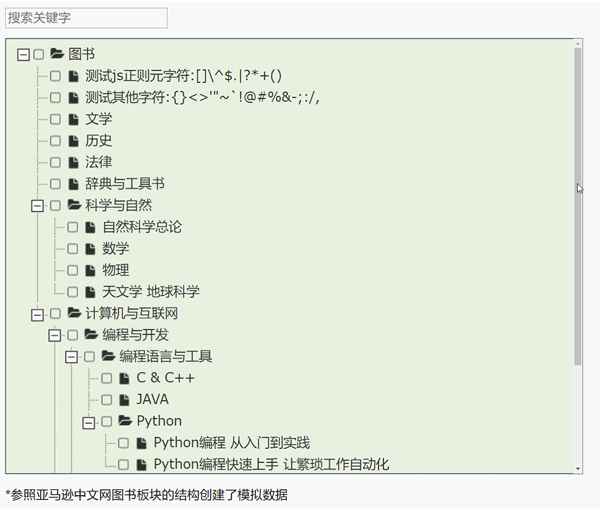 搜索关键字
图书
测试js正则元字符:[]\^$.|?*+()
测试其他字符:{}<>'"~`!@#%&-;:/,
文学
历史
法律
辞典与工具书
科学与自然
自然科学总论
数学
物理
天文学 地球科学
计算机与互联网
编程与开发
编程语言与工具
C & C++
JAVA
Python
Python编程 从入门到实践
Python编程快速上手 让繁琐工作自动化
*参照亚马逊中文网图书板块的结构创建了模拟数据